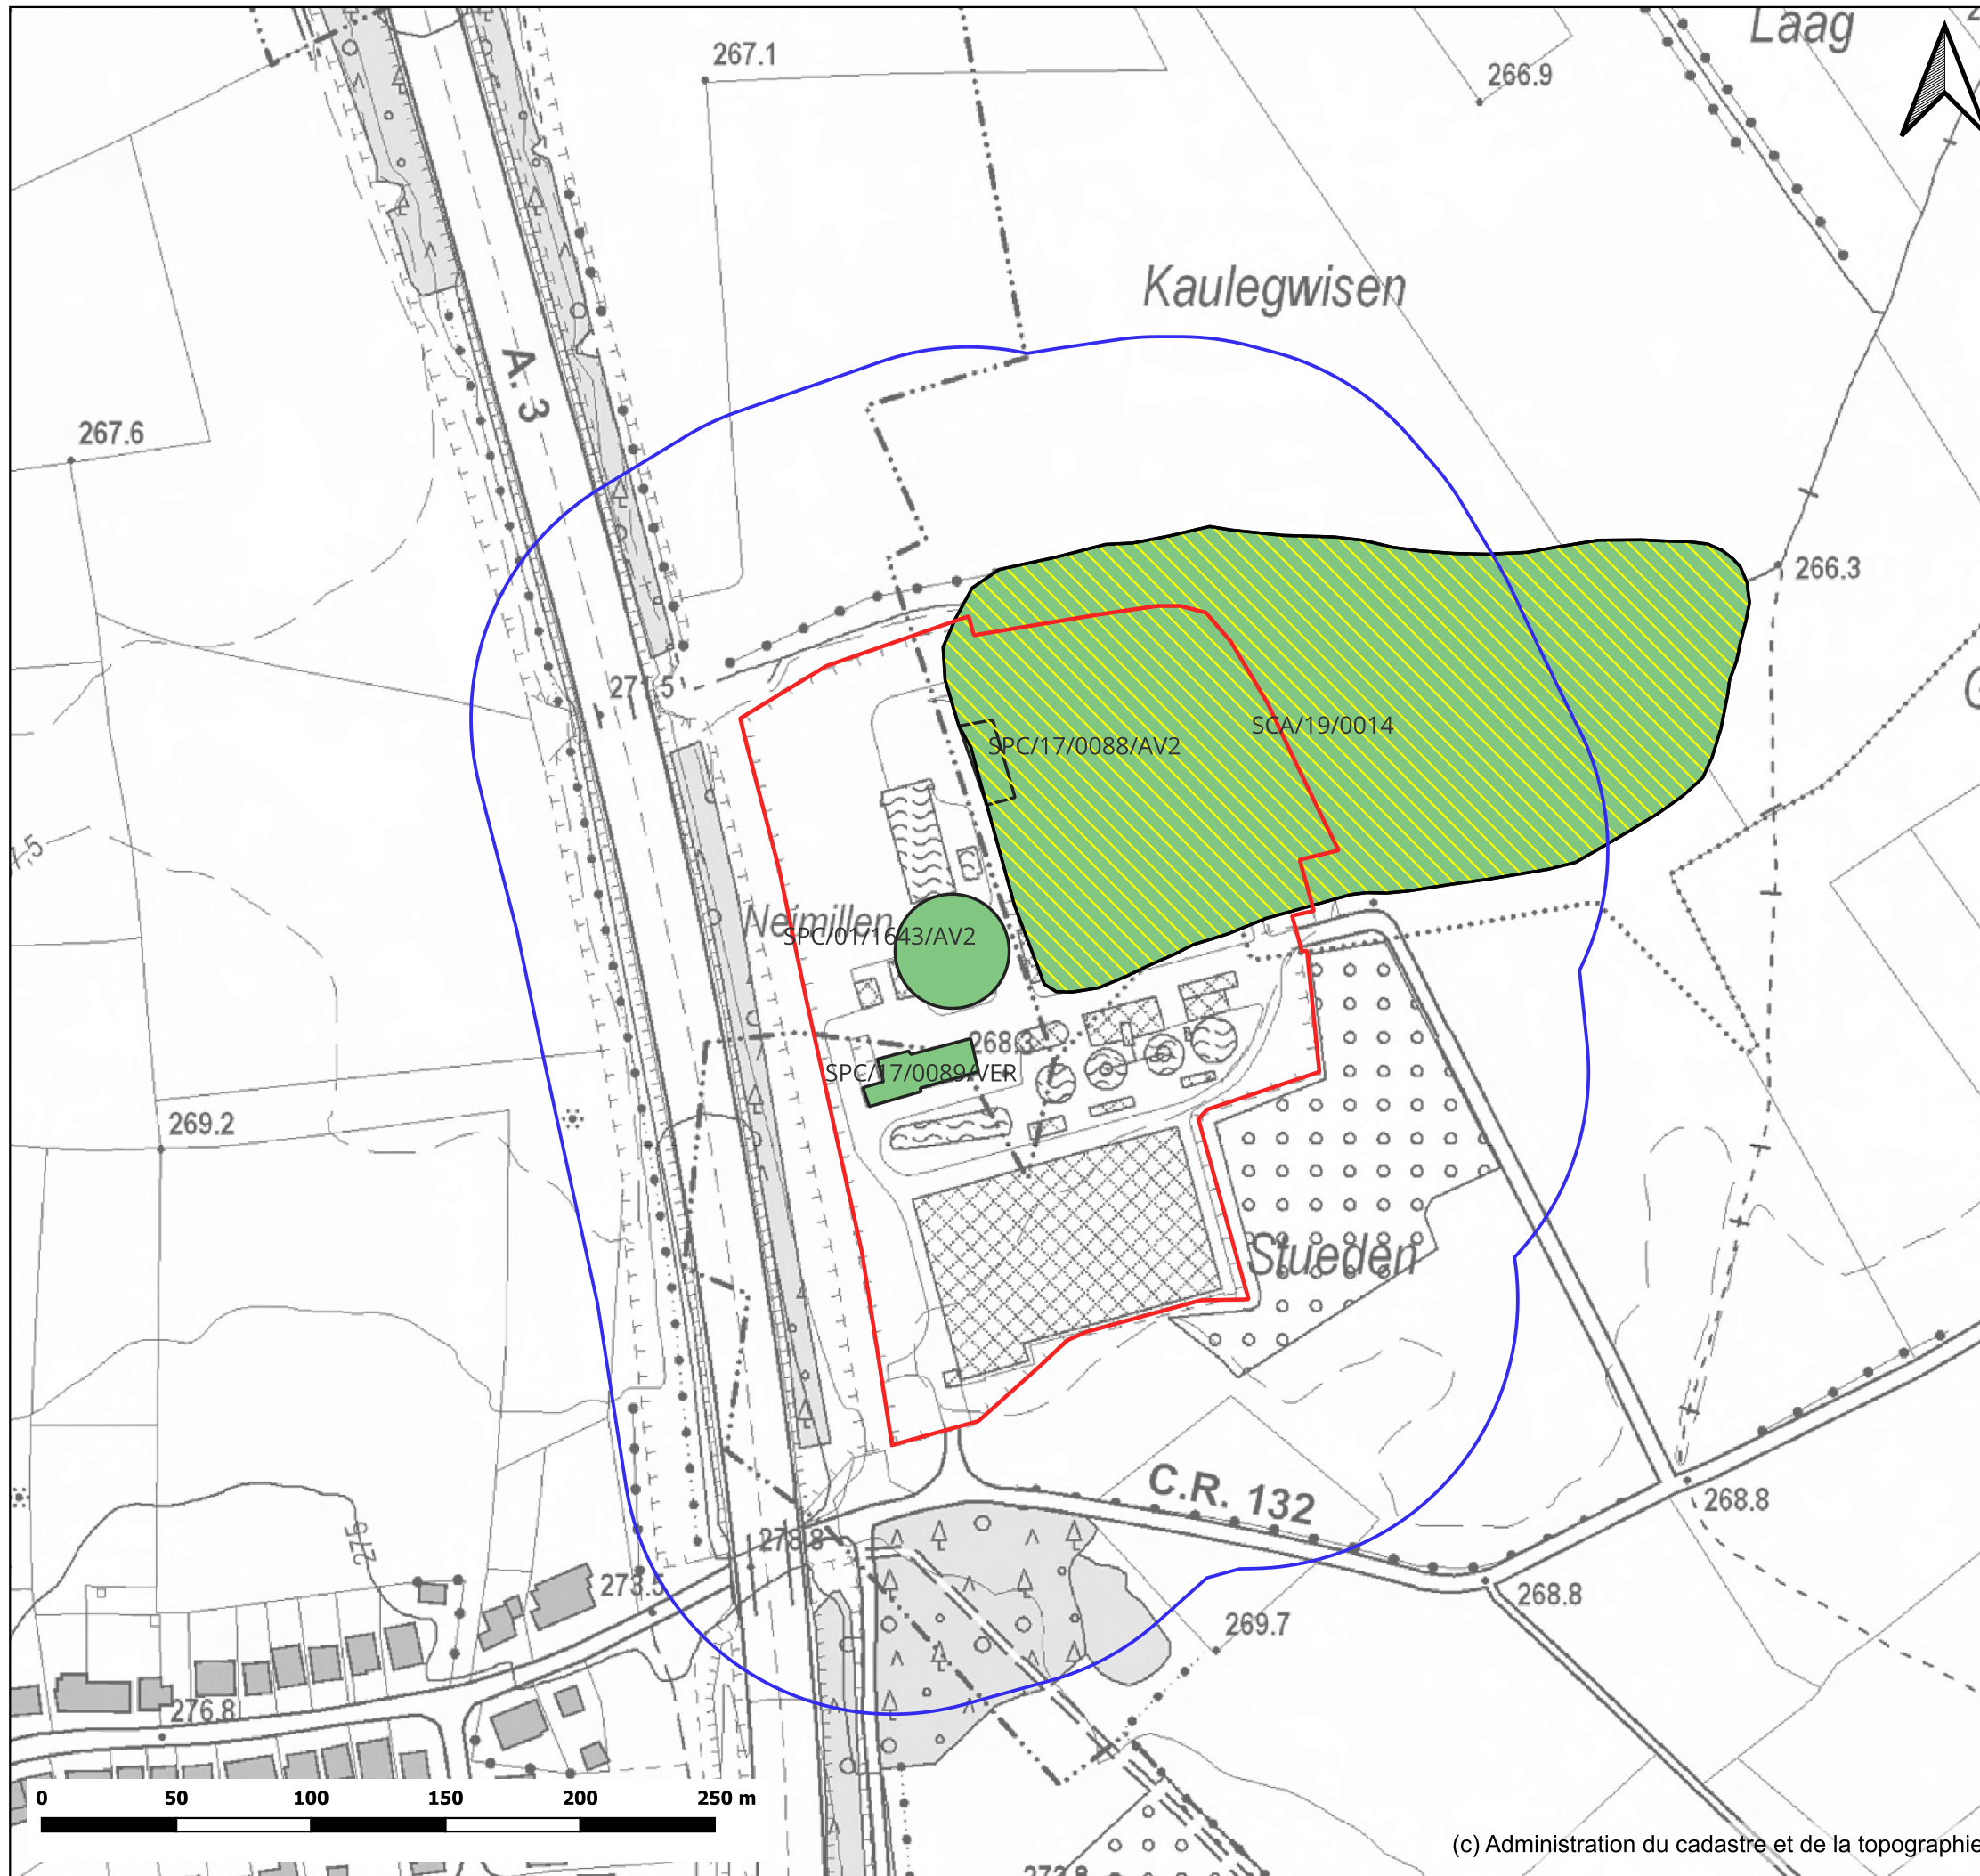 Laag
267.1
266.9
Kaulegwisen
A. 3
267.6
266.3
271.5
SCA/19/0014
SPC/17/0088/AV2
7,5
Neimillen
SPC/01/1643/AV2
268.3
SPC/17/0089/VER
269.2
Stueden
C.R. 132
268.8
275
278.8
273.5
268.8
269.7
276.8
0 50 100 150 200 250 m
(c) Administration du cadastre et de la topographie